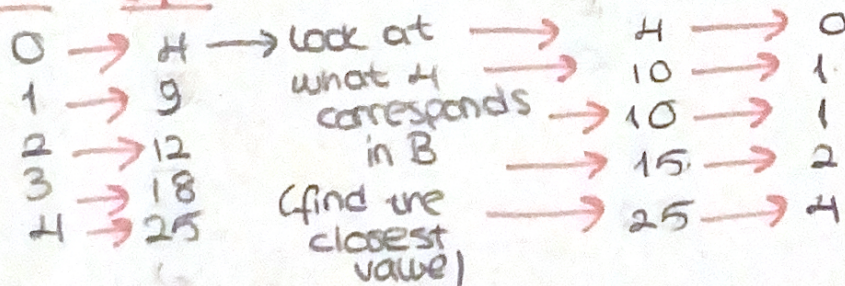 0 → 4 → look at → 4 → 0
1 → 9 what 4 → 10 → 1
corresponds → 10 → 1
2 → 12 in B → 15 → 2
3 → 18 (find the → 25 → 4
4 → 25 closest
value)